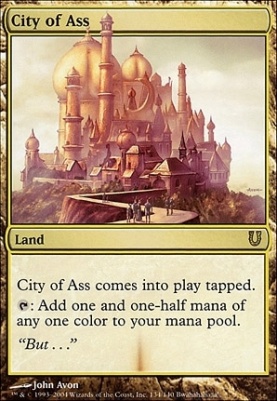 City of Ass
Land
City of Ass comes into play tapped.
: Add one and one-half mana of
any one color to your mana pool.
“But . . .”
John Avon
™ & © 1993–2004 Wizards of the Coast, Inc. 134/140